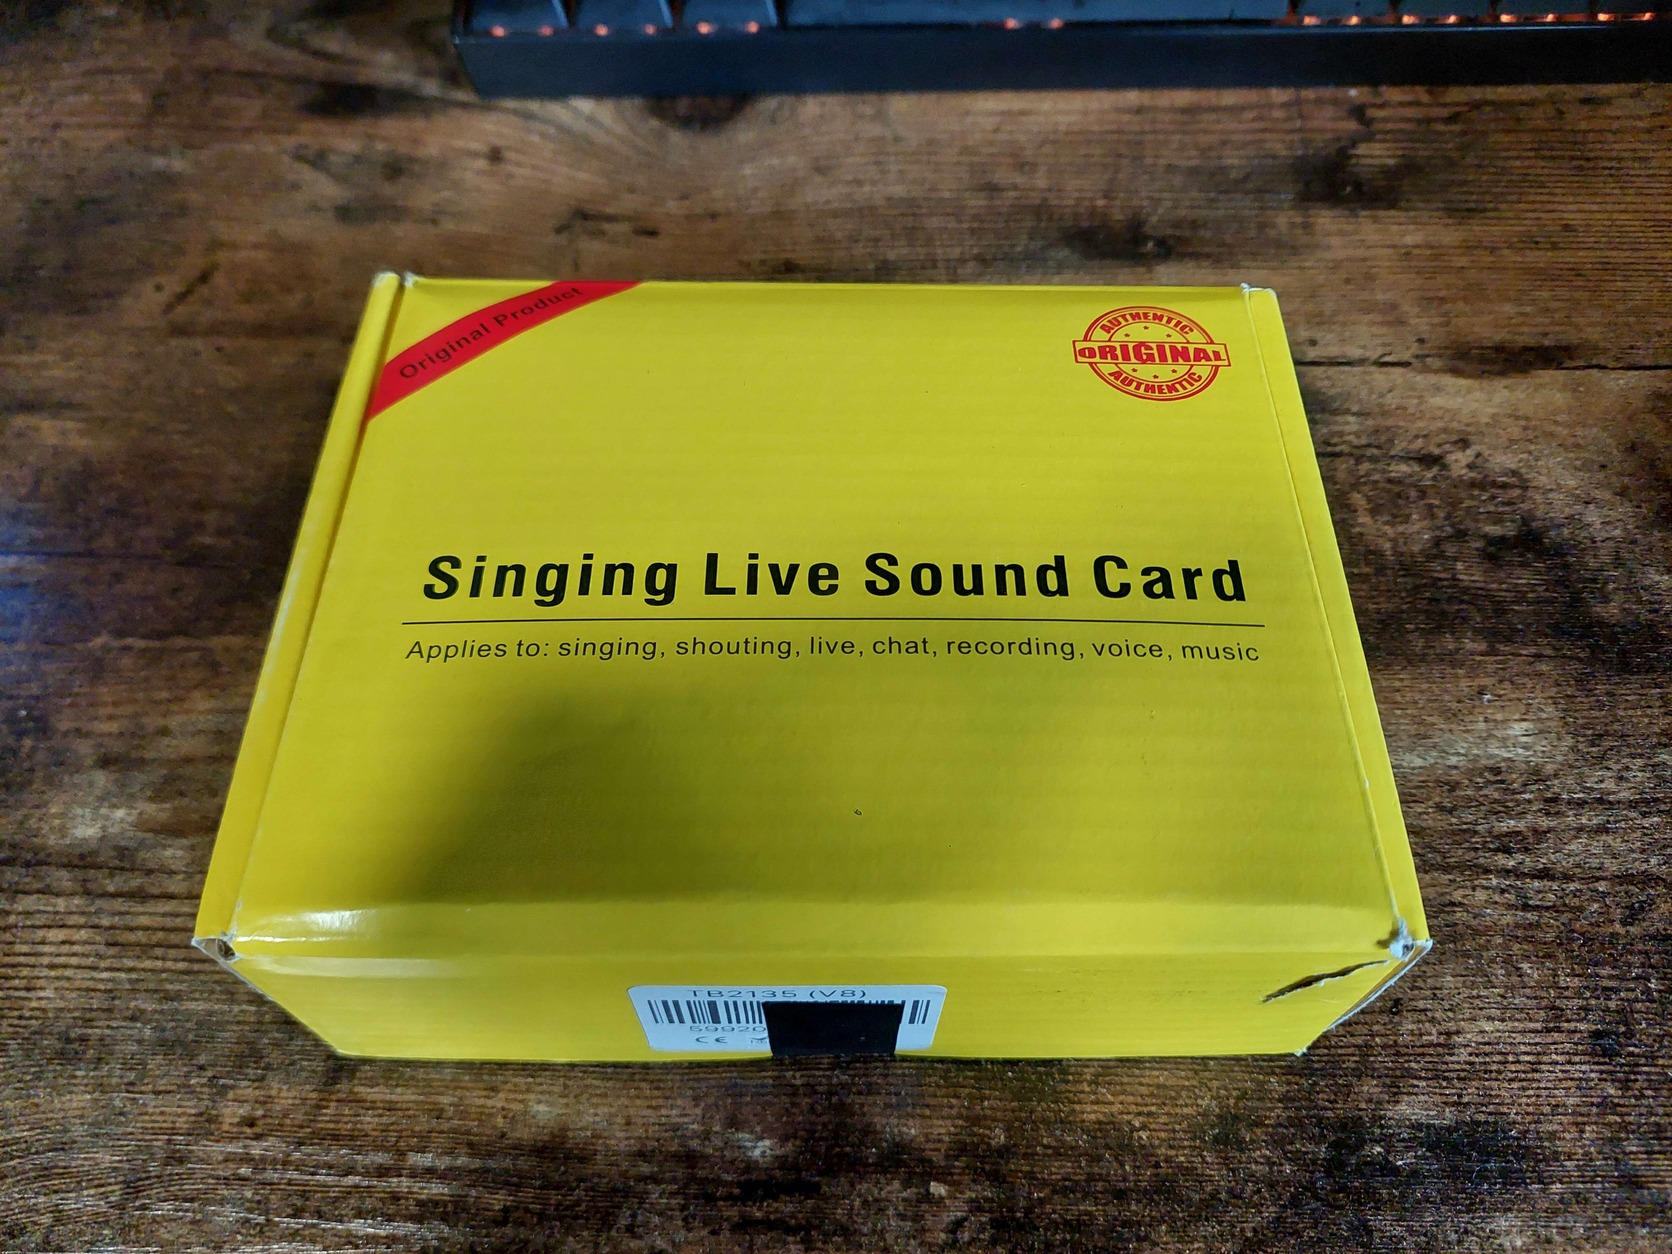 Original Product
AUTHENTIC
ORIGINAL
AUTHENTIC
Singing Live Sound Card
Applies to: singing, shouting, live, chat, recording, voice, music
TB2135 (V8)
59920
CE